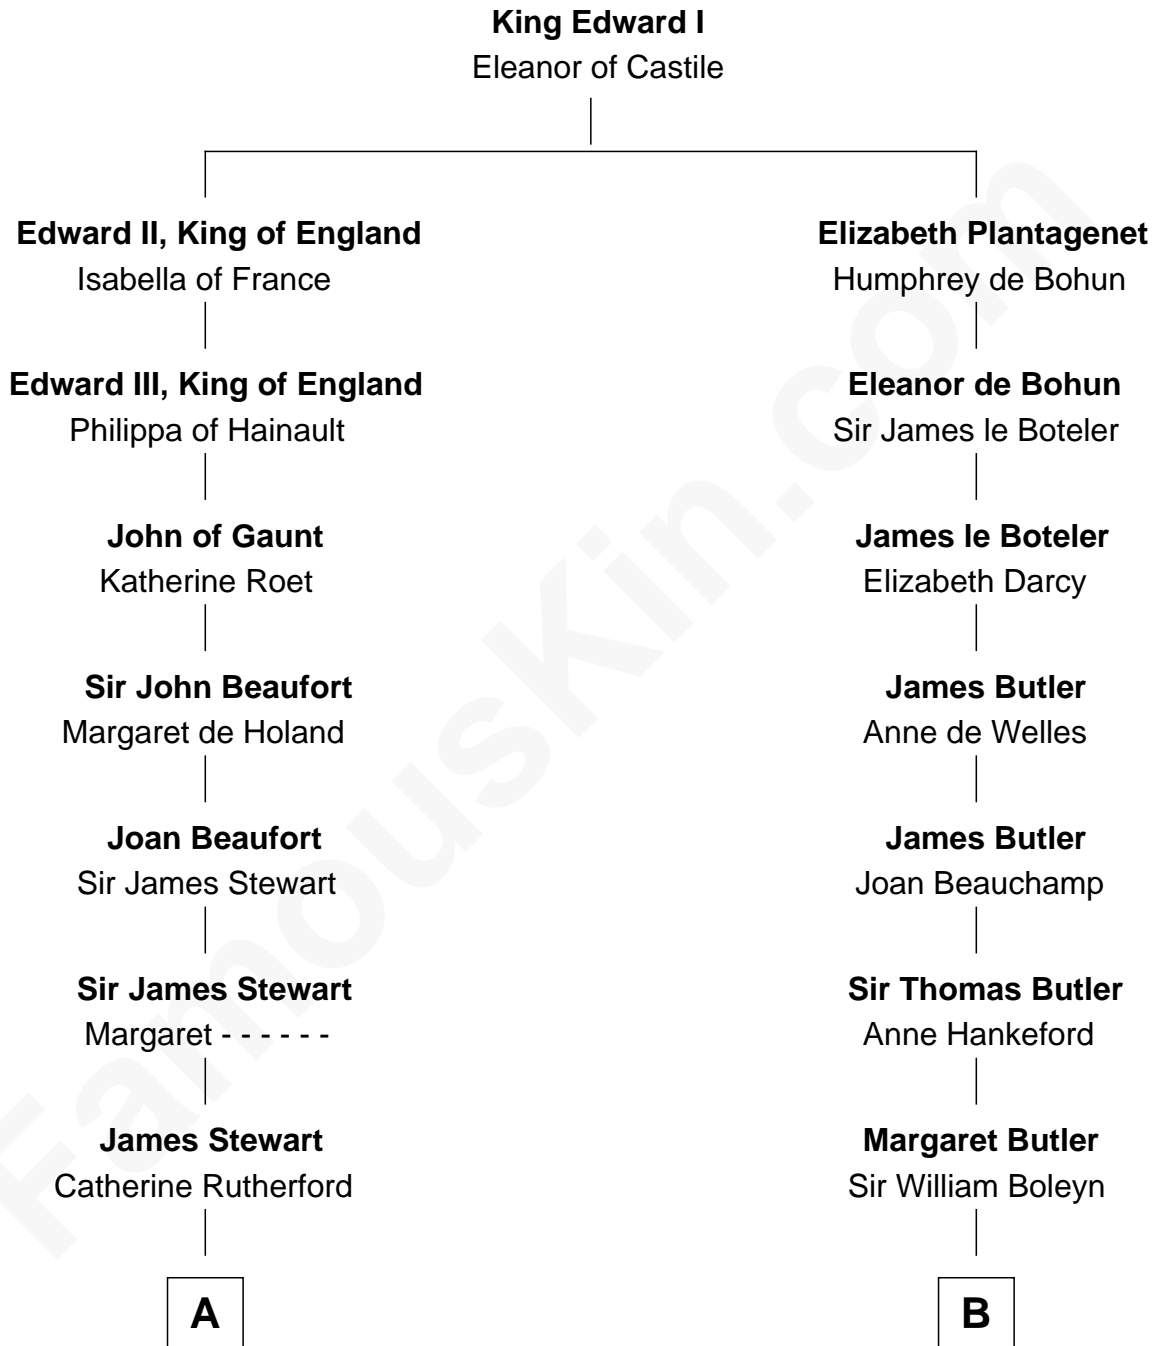 King Edward I
Eleanor of Castile
Edward II, King of England
Isabella of France
Elizabeth Plantagenet
Humphrey de Bohun
Edward III, King of England
Philippa of Hainault
Eleanor de Bohun
Sir James le Boteler
John of Gaunt
Katherine Roet
James le Boteler
Elizabeth Darcy
Sir John Beaufort
Margaret de Holand
James Butler
Anne de Welles
Joan Beaufort
Sir James Stewart
James Butler
Joan Beauchamp
Sir James Stewart
Margaret - - - - - -
Sir Thomas Butler
Anne Hankeford
James Stewart
Catherine Rutherford
Margaret Butler
Sir William Boleyn
A
B
FamousKin.com